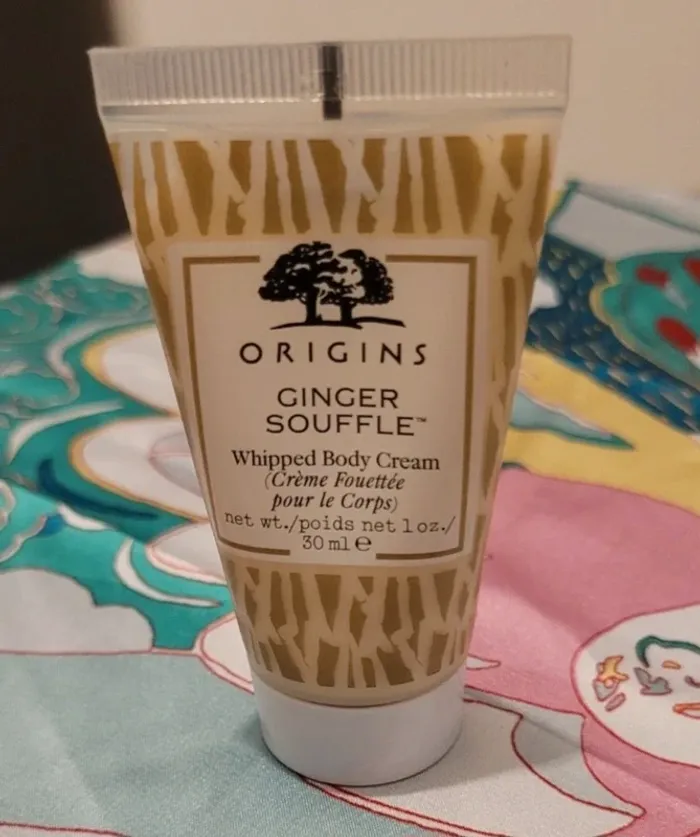 ORIGINS
GINGER
SOUFFLE™
Whipped Body Cream
(Crème Fouettée
pour le Corps)
net wt./poids net 1 oz./
30 ml ℮